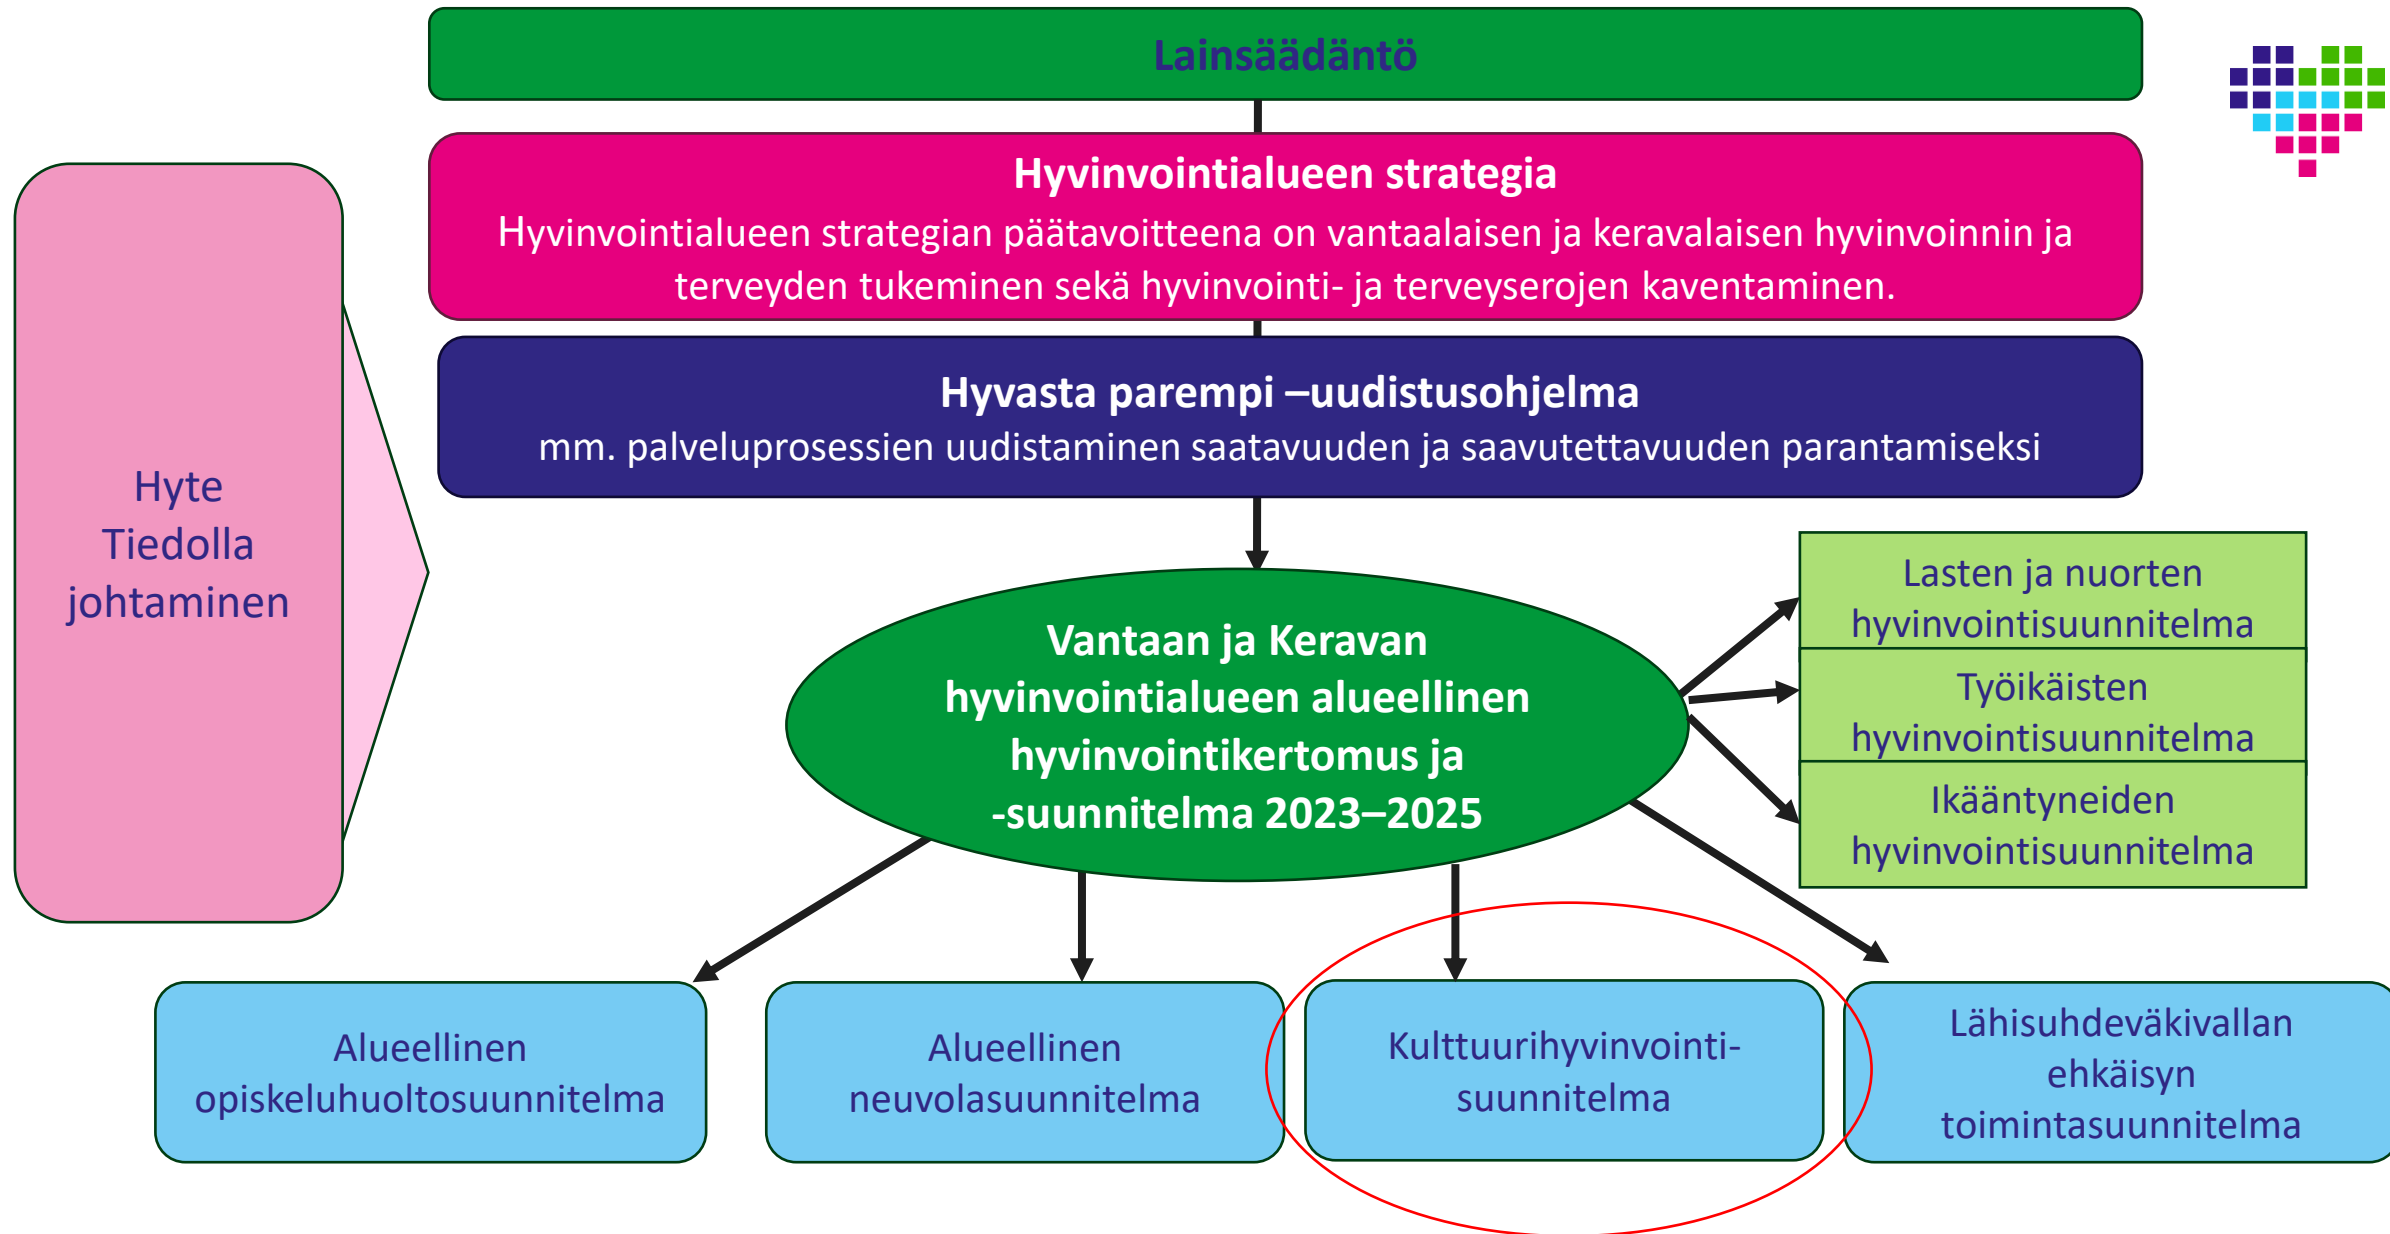 Lainsäädäntö
Hyvinvointialueen strategia
Hyvinvointialueen strategian päätavoitteena on vantaalaisen ja keravalaisen hyvinvoinnin ja
terveyden tukeminen sekä hyvinvointi- ja terveyserojen kaventaminen.
Hyvasta parempi –uudistusohjelma
mm. palveluprosessien uudistaminen saatavuuden ja saavutettavuuden parantamiseksi
Hyte
Tiedolla
johtaminen
Vantaan ja Keravan
hyvinvointialueen alueellinen
hyvinvointikertomus ja
-suunnitelma 2023–2025
Lasten ja nuorten
hyvinvointisuunnitelma
Työikäisten
hyvinvointisuunnitelma
Ikääntyneiden
hyvinvointisuunnitelma
Alueellinen
opiskeluhuoltosuunnitelma
Alueellinen
neuvolasuunnitelma
Kulttuurihyvinvointi-
suunnitelma
Lähisuhdeväkivallan
ehkäisyn
toimintasuunnitelma